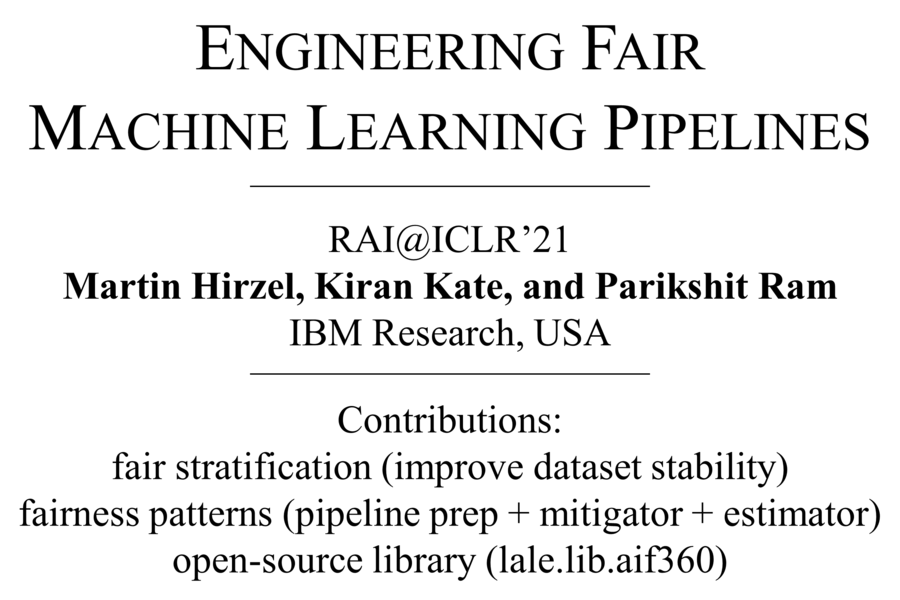 ENGINEERING FAIR
MACHINE LEARNING PIPELINES
RAI@ICLR’21
Martin Hirzel, Kiran Kate, and Parikshit Ram
IBM Research, USA
Contributions:
fair stratification (improve dataset stability)
fairness patterns (pipeline prep + mitigator + estimator)
open-source library (lale.lib.aif360)